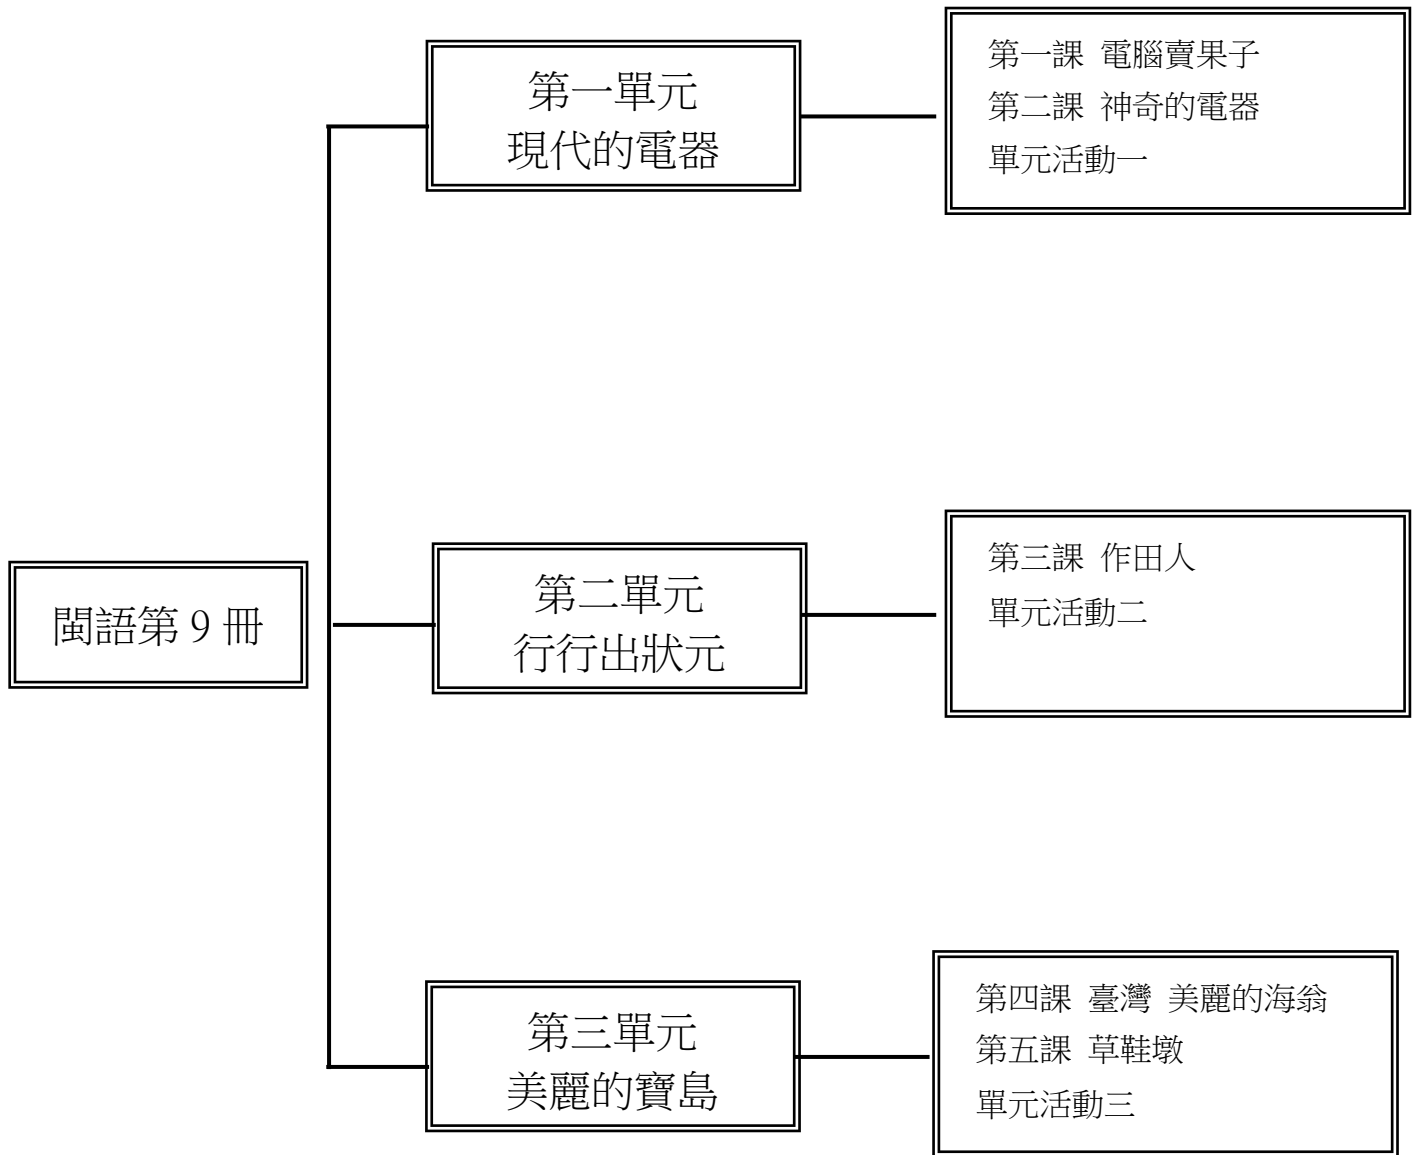 閩語第 9 冊
第一單元
現代的電器
第一課 電腦賣果子
第二課 神奇的電器
單元活動一
第二單元
行行出狀元
第三課 作田人
單元活動二
第三單元
美麗的寶島
第四課 臺灣 美麗的海翁
第五課 草鞋墩
單元活動三